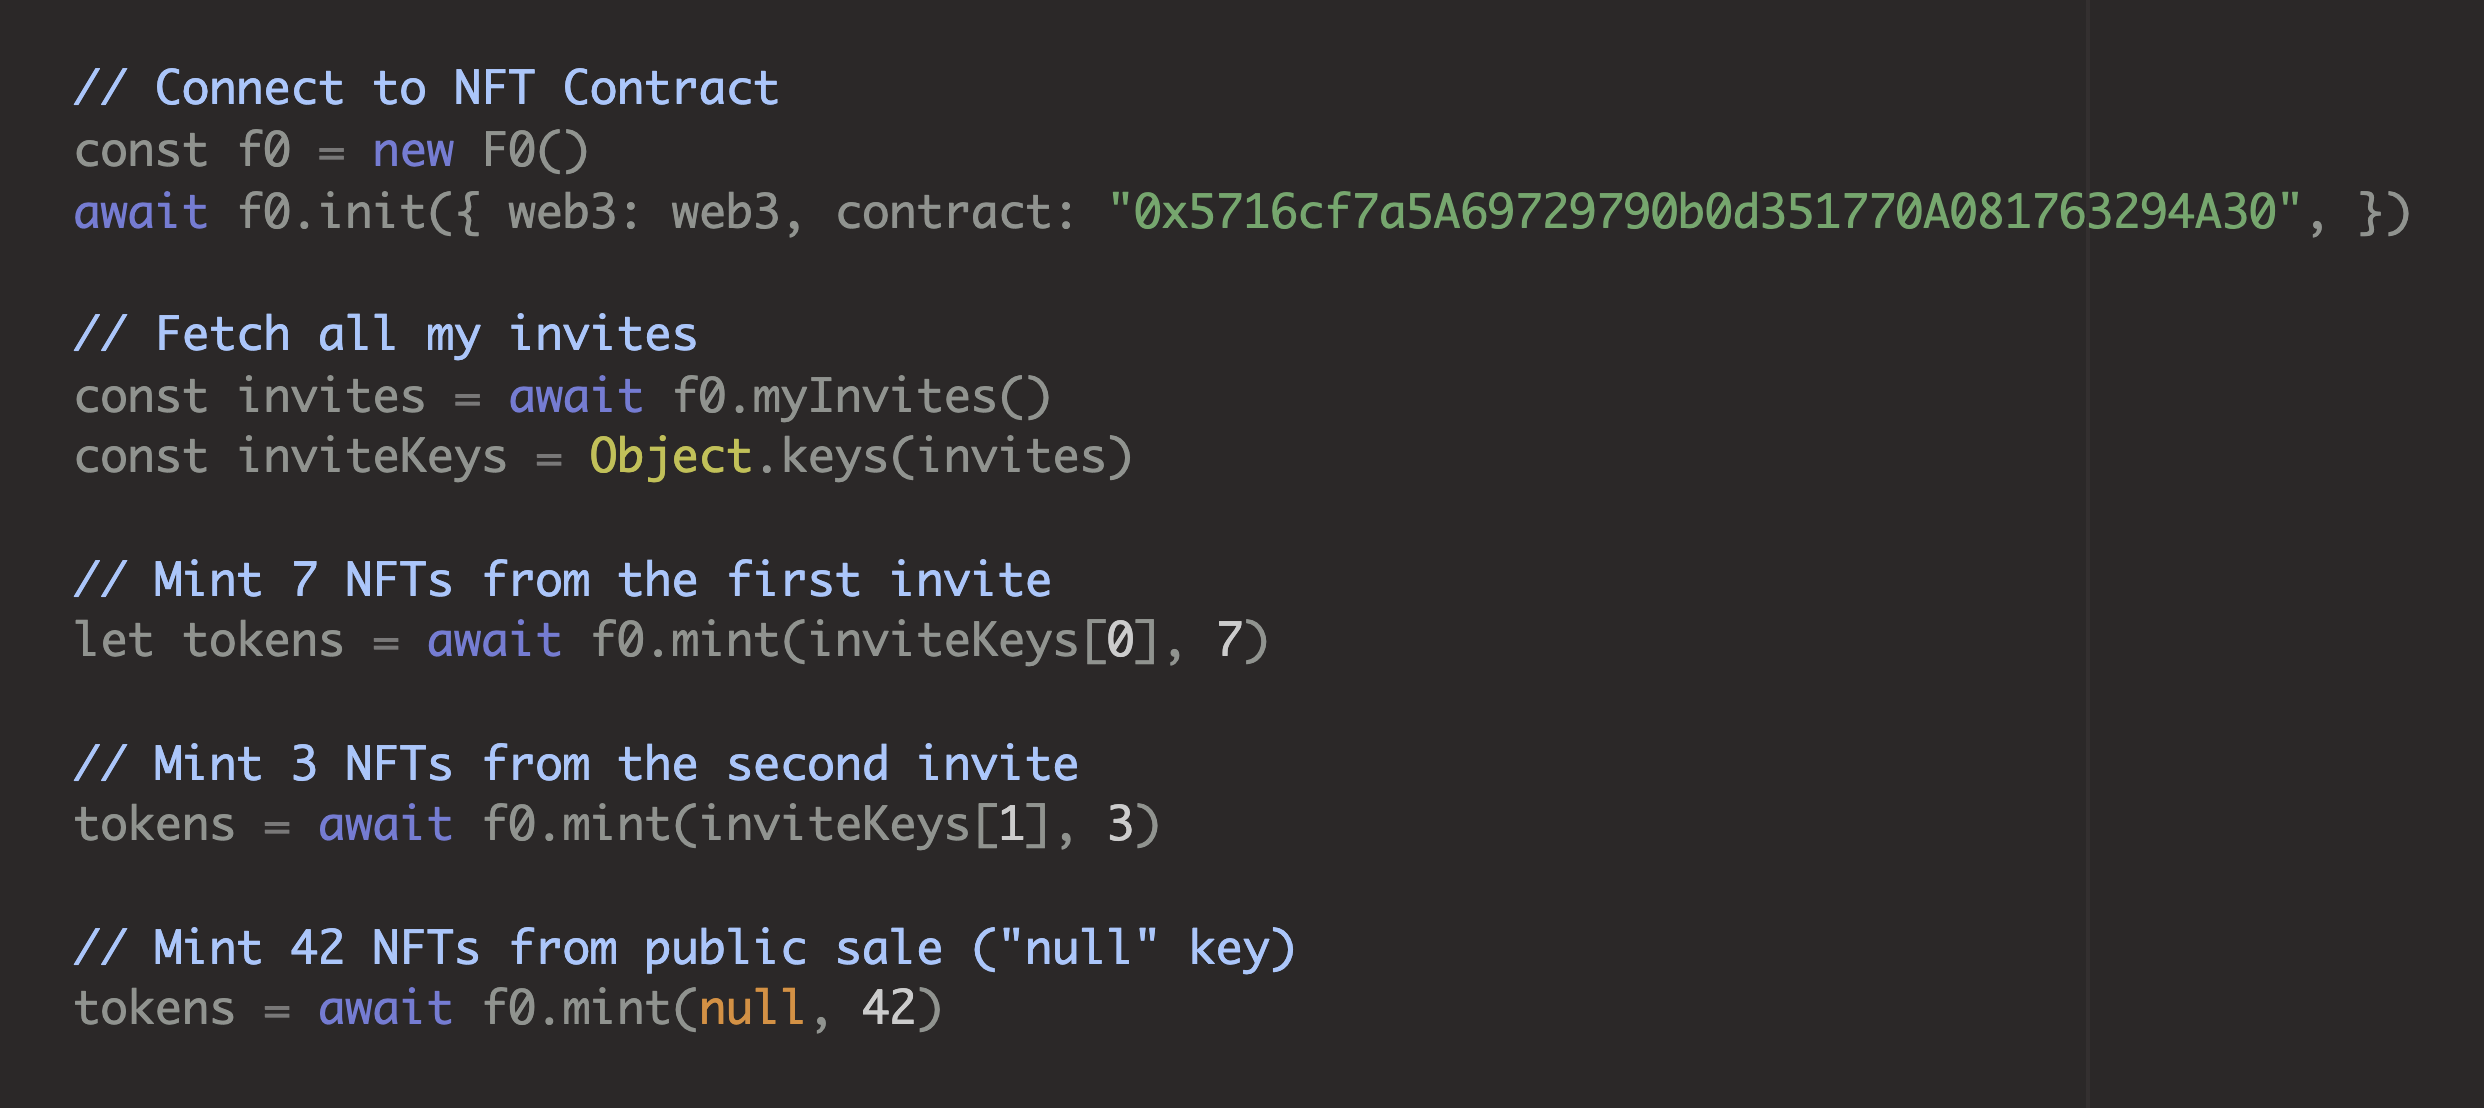 // Connect to NFT Contract
const f0 = new F0()
await f0.init({ web3: web3, contract: "0x5716cf7a5A69729790b0d351770A081763294A30", })
// Fetch all my invites
const invites = await f0.myInvites()
const inviteKeys = Object.keys(invites)
// Mint 7 NFTs from the first invite
let tokens = await f0.mint(inviteKeys[0], 7)
// Mint 3 NFTs from the second invite
tokens = await f0.mint(inviteKeys[1], 3)
// Mint 42 NFTs from public sale ("null" key)
tokens = await f0.mint(null, 42)